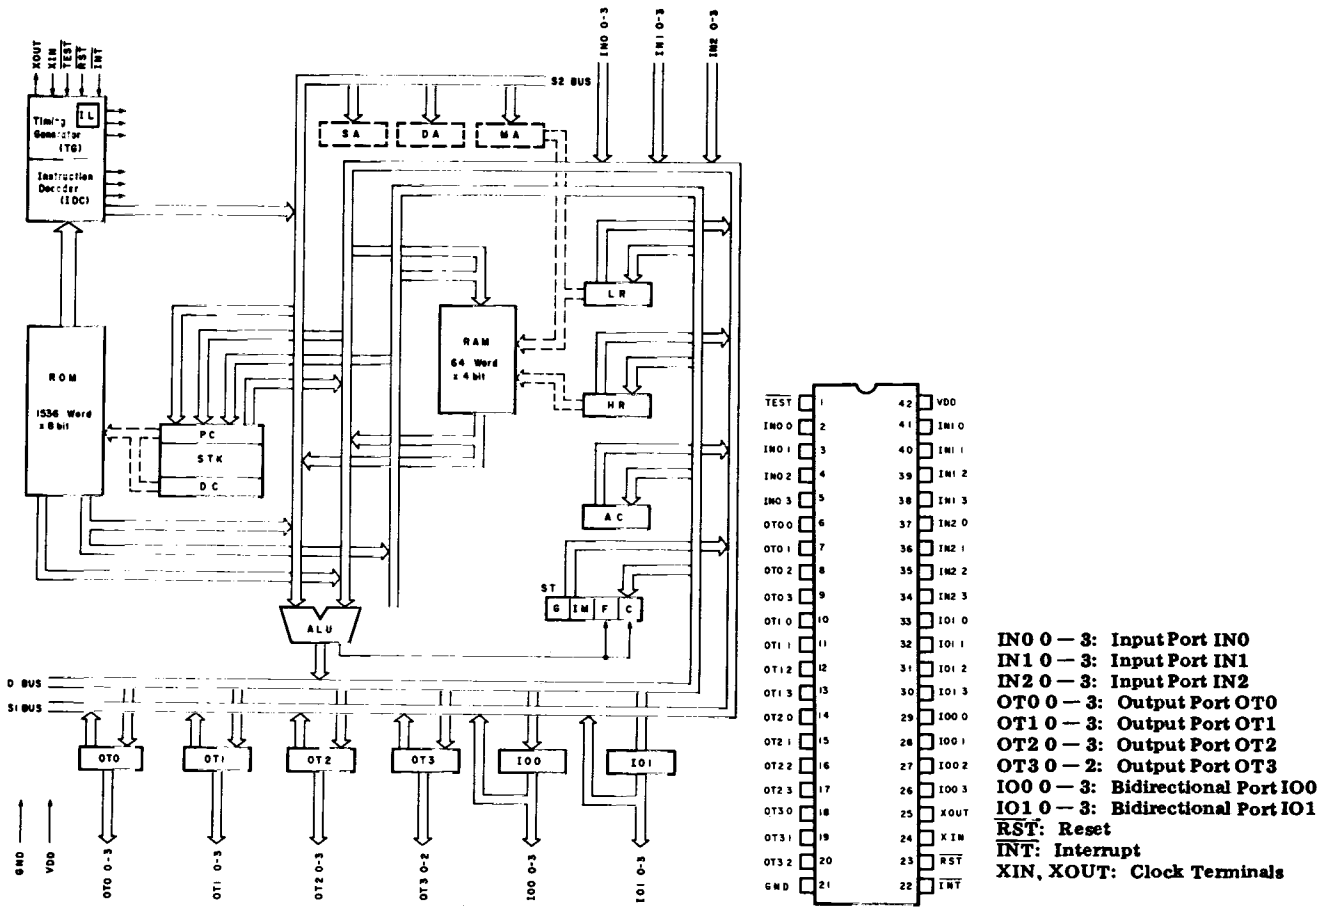 XOUT
XIN
TEST
RST
INT
IN0 0-3
IN1 0-3
IN2 0-3
S2 BUS
Timing
Generator
(TG)
IL
Instruction
Decoder
(IDC)
SA
DA
MA
LR
RAM
64 Word
x 4 bit
HR
ROM
1536 Word
x 8 bit
PC
STK
DC
AC
ST
G IM F C
ALU
D BUS
S1 BUS
OT0
OT1
OT2
OT3
IO0
IO1
GND
VDD
OT0 0-3
OT1 0-3
OT2 0-3
OT3 0-2
IO0 0-3
IO1 0-3
TEST 1 42 VDD
IN0 0 2 41 IN1 0
IN0 1 3 40 IN1 1
IN0 2 4 39 IN1 2
IN0 3 5 38 IN1 3
OT0 0 6 37 IN2 0
OT0 1 7 36 IN2 1
OT0 2 8 35 IN2 2
OT0 3 9 34 IN2 3
OT1 0 10 33 IO1 0
OT1 1 11 32 IO1 1
OT1 2 12 31 IO1 2
OT1 3 13 30 IO1 3
OT2 0 14 29 IO0 0
OT2 1 15 28 IO0 1
OT2 2 16 27 IO0 2
OT2 3 17 26 IO0 3
OT3 0 18 25 XOUT
OT3 1 19 24 XIN
OT3 2 20 23 RST
GND 21 22 INT
IN0 0 — 3: Input Port IN0
IN1 0 — 3: Input Port IN1
IN2 0 — 3: Input Port IN2
OT0 0 — 3: Output Port OT0
OT1 0 — 3: Output Port OT1
OT2 0 — 3: Output Port OT2
OT3 0 — 2: Output Port OT3
IO0 0 — 3: Bidirectional Port IO0
IO1 0 — 3: Bidirectional Port IO1
RST: Reset
INT: Interrupt
XIN, XOUT: Clock Terminals